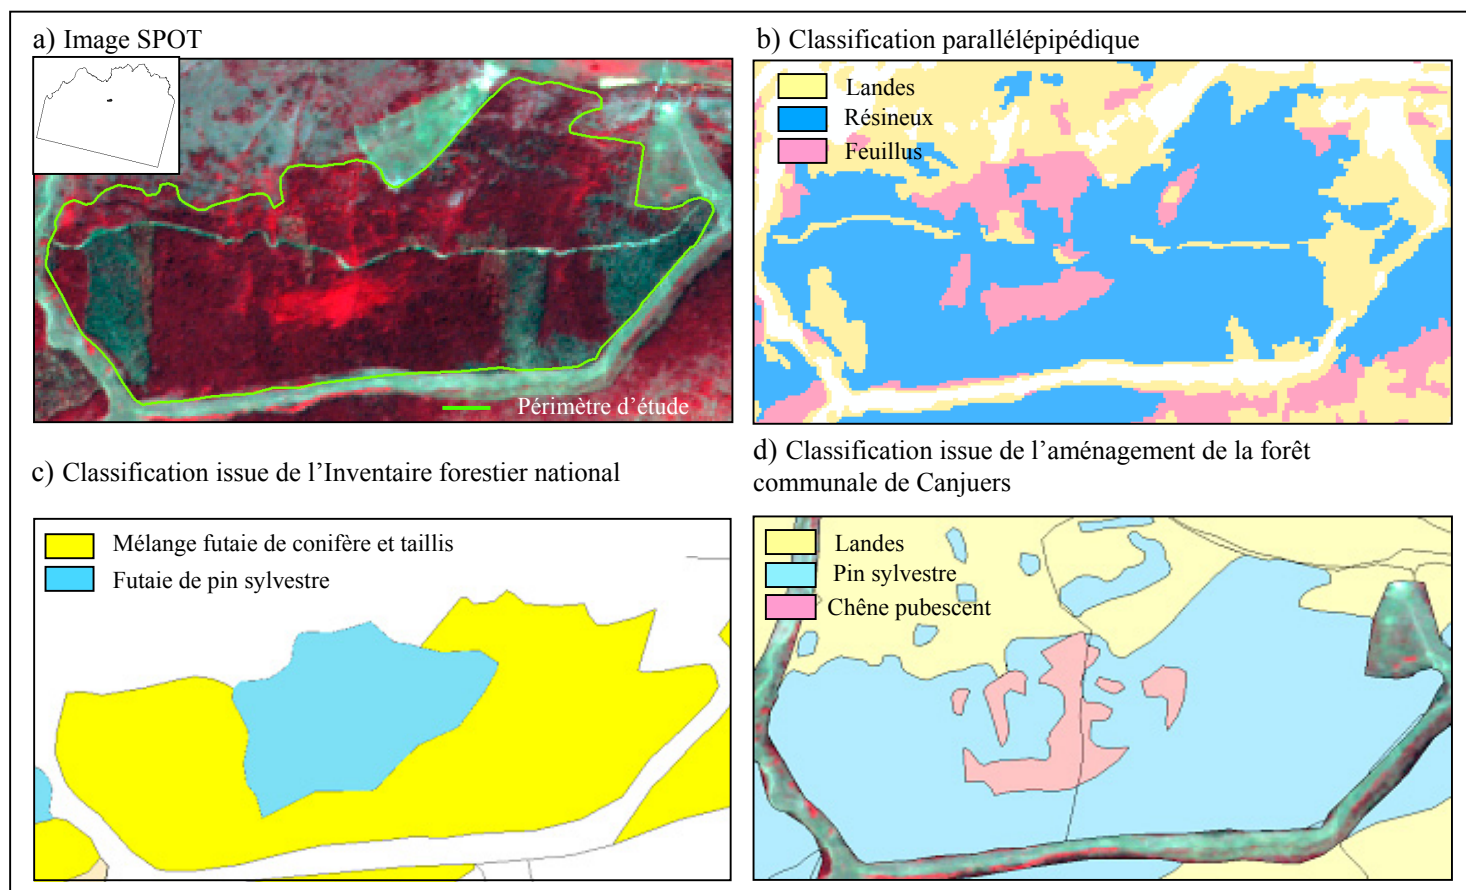 a) Image SPOT
Périmètre d'étude
b) Classification parallélépipédique
Landes
Résineux
Feuillus
c) Classification issue de l'Inventaire forestier national
Mélange futaie de conifère et taillis
Futaie de pin sylvestre
d) Classification issue de l'aménagement de la forêt
communale de Canjuers
Landes
Pin sylvestre
Chêne pubescent